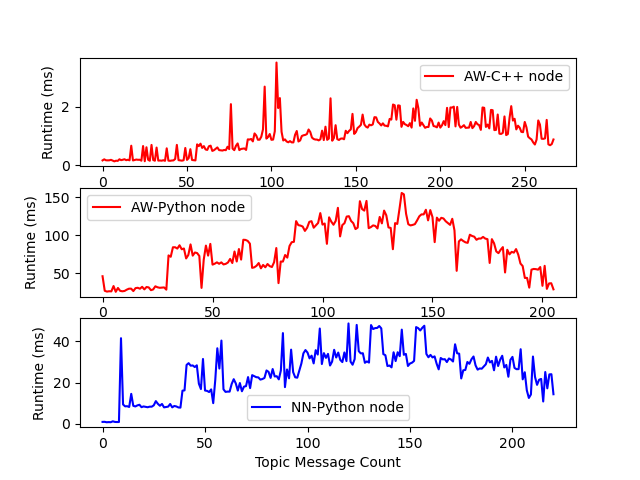 AW-C++ node
Runtime (ms)
2
0
0 50 100 150 200 250
AW-Python node
Runtime (ms)
150
100
50
0 50 100 150 200
NN-Python node
Runtime (ms)
40
20
0
0 50 100 150 200
Topic Message Count